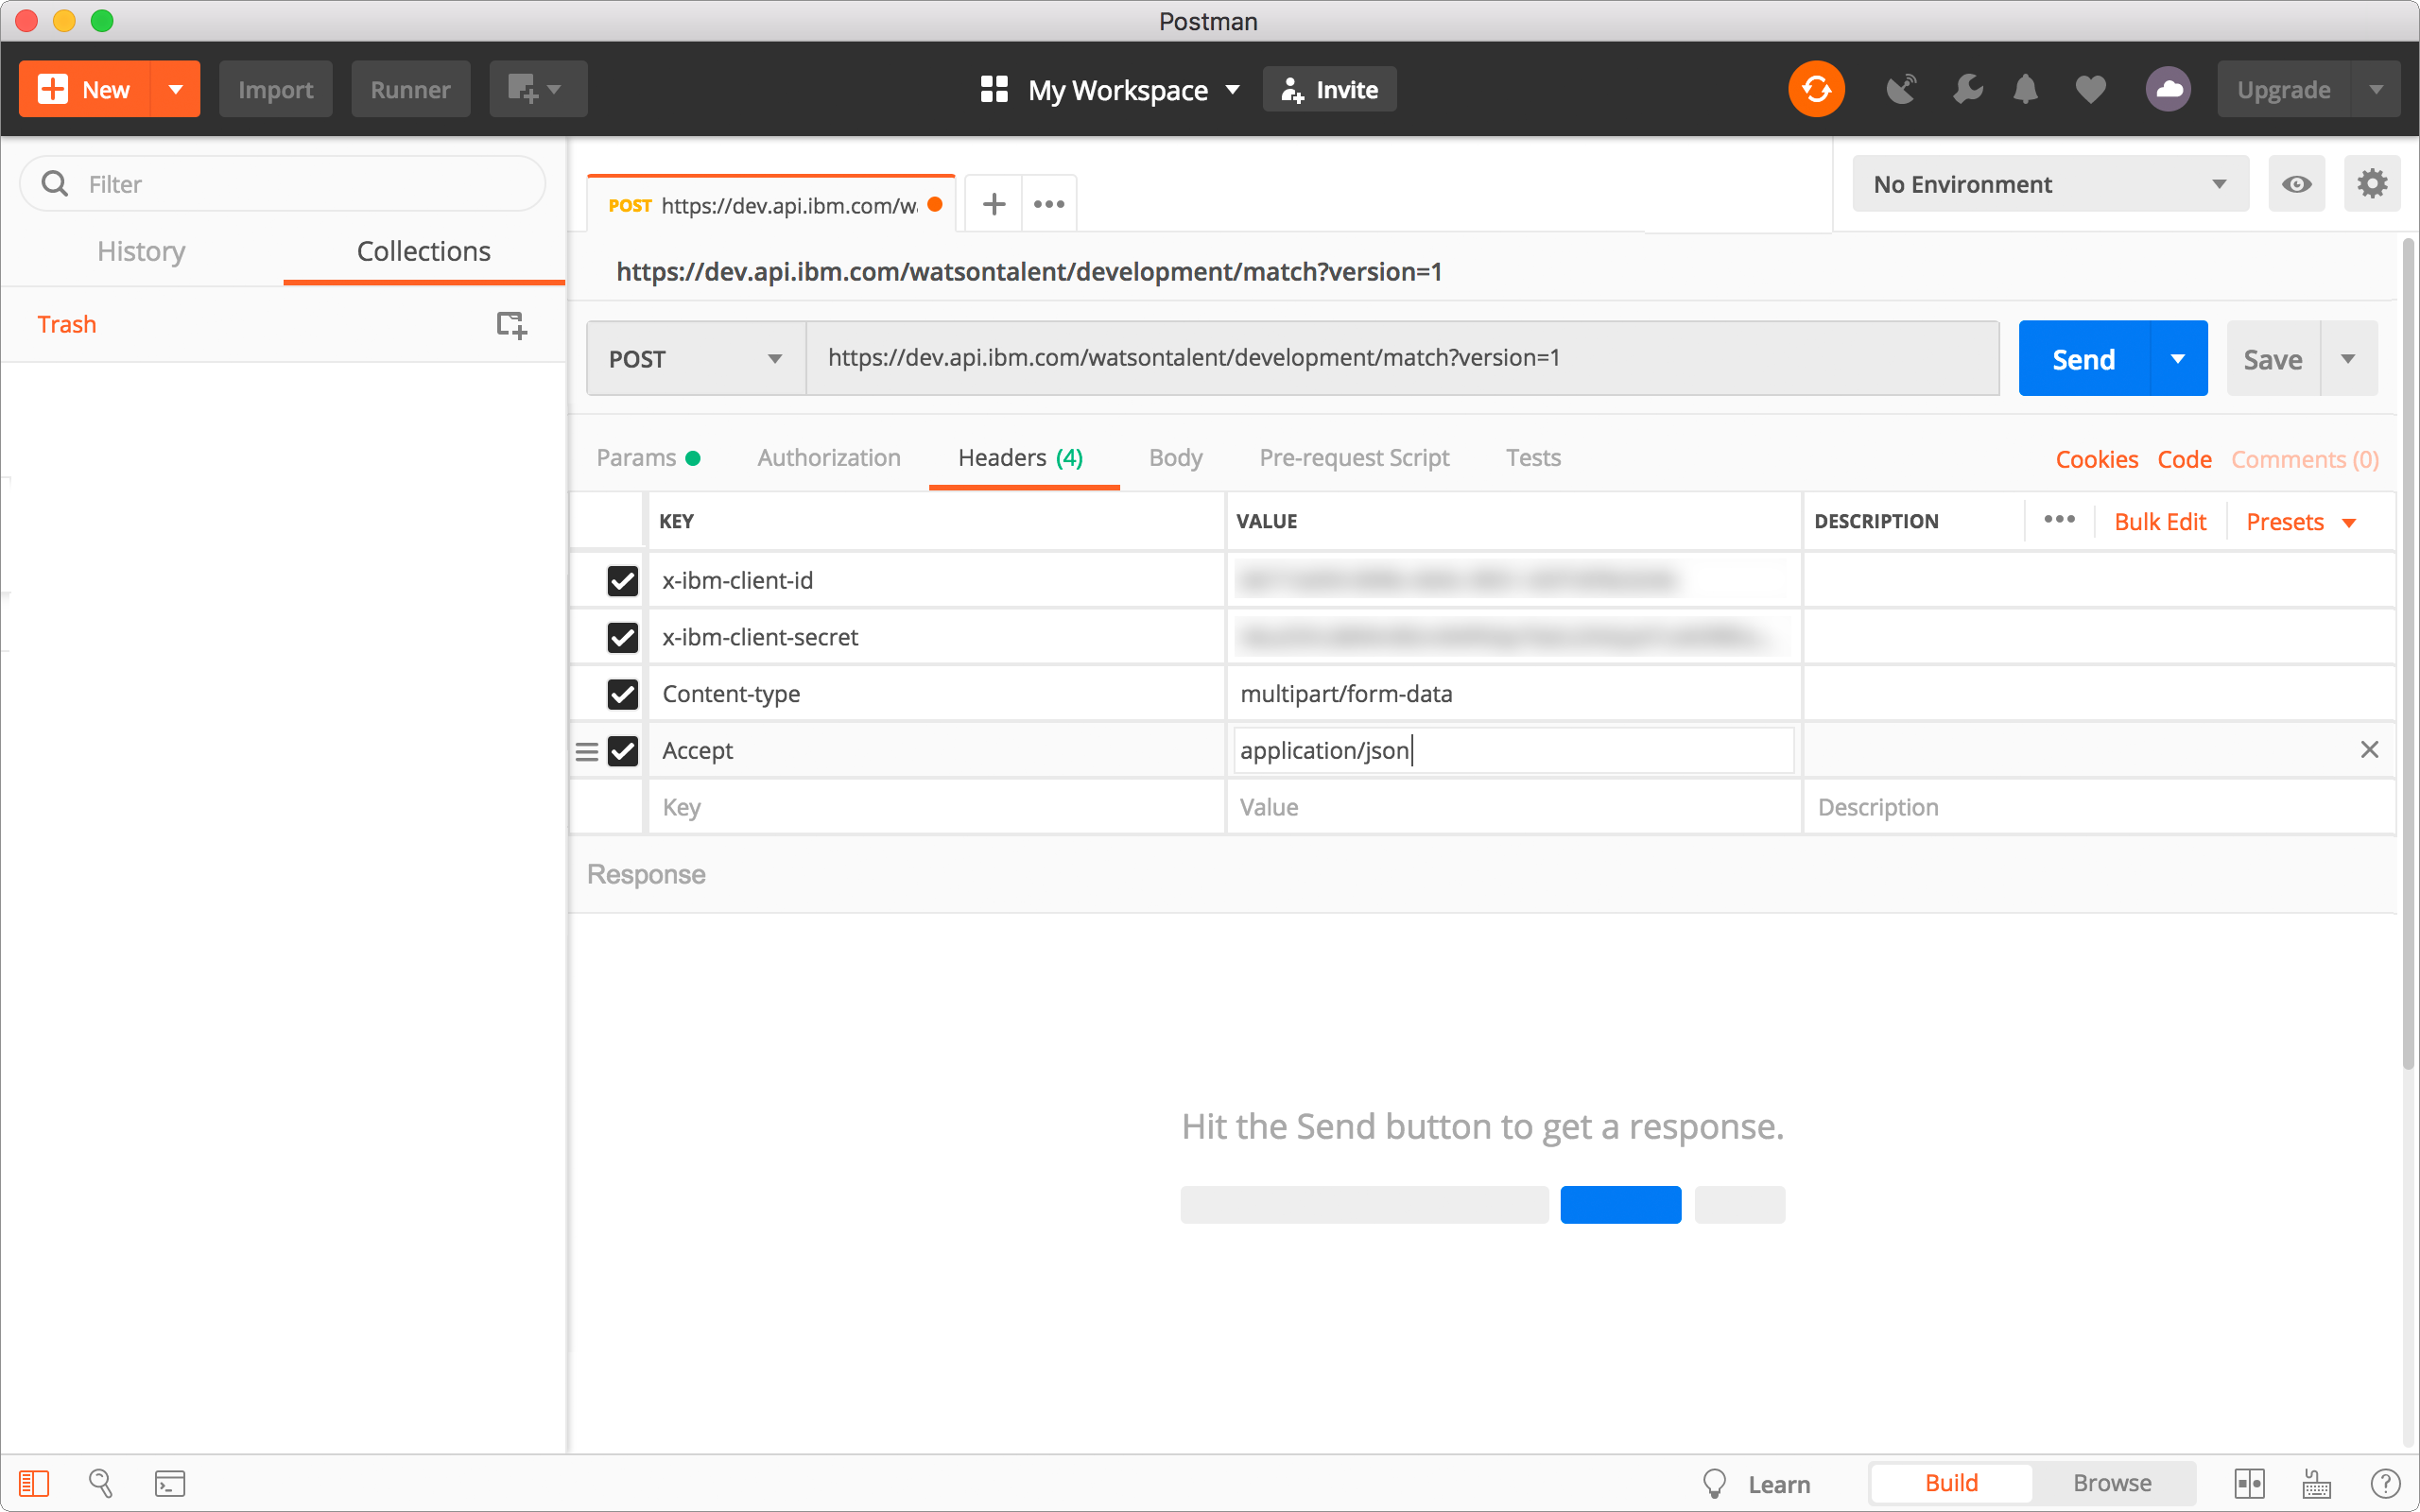 Postman
New
Import
Runner
My Workspace
Invite
Upgrade
Filter
History
Collections
Trash
POST https://dev.api.ibm.com/wa
No Environment
https://dev.api.ibm.com/watsontalent/development/match?version=1
POST
https://dev.api.ibm.com/watsontalent/development/match?version=1
Send
Save
Params
Authorization
Headers (4)
Body
Pre-request Script
Tests
Cookies
Code
Comments (0)
KEY
VALUE
DESCRIPTION
Bulk Edit
Presets
x-ibm-client-id
x-ibm-client-secret
Content-type
multipart/form-data
Accept
application/json
Key
Value
Description
Response
Hit the Send button to get a response.
Learn
Build
Browse